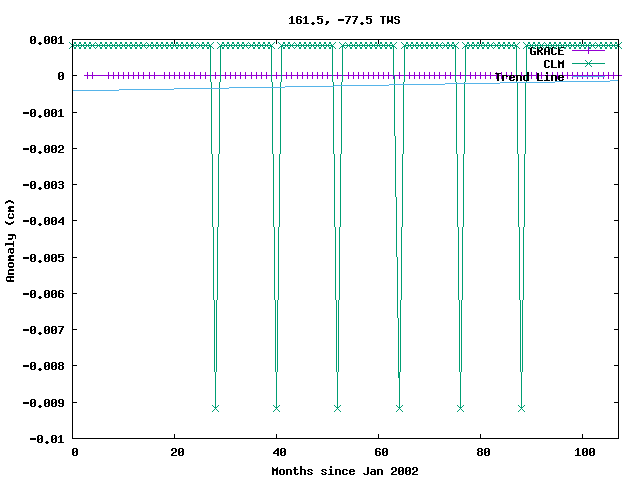 161.5, -77.5 TWS
0.001
0
-0.001
-0.002
-0.003
-0.004
-0.005
-0.006
-0.007
-0.008
-0.009
-0.01
Anomaly (cm)
GRACE
CLM
Trend Line
0 20 40 60 80 100
Months since Jan 2002